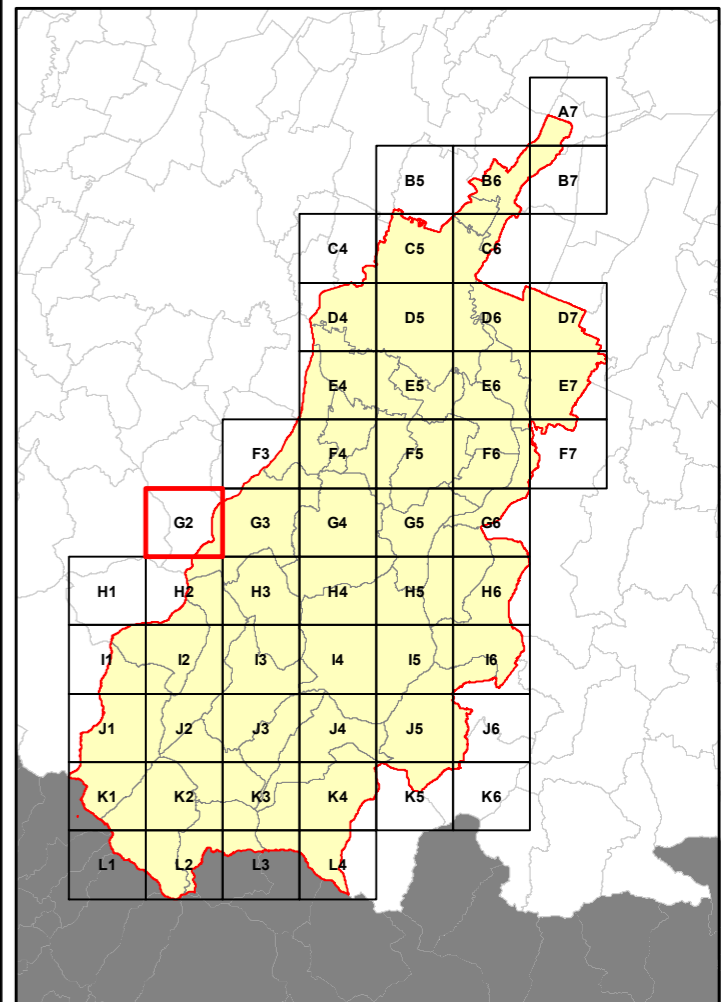 A7
B5 B6 B7
C4 C5 C6
D4 D5 D6 D7
E4 E5 E6 E7
F3 F4 F5 F6 F7
G2 G3 G4 G5 G6
H1 H2 H3 H4 H5 H6
I1 I2 I3 I4 I5 I6
J1 J2 J3 J4 J5 J6
K1 K2 K3 K4 K5 K6
L1 L2 L3 L4